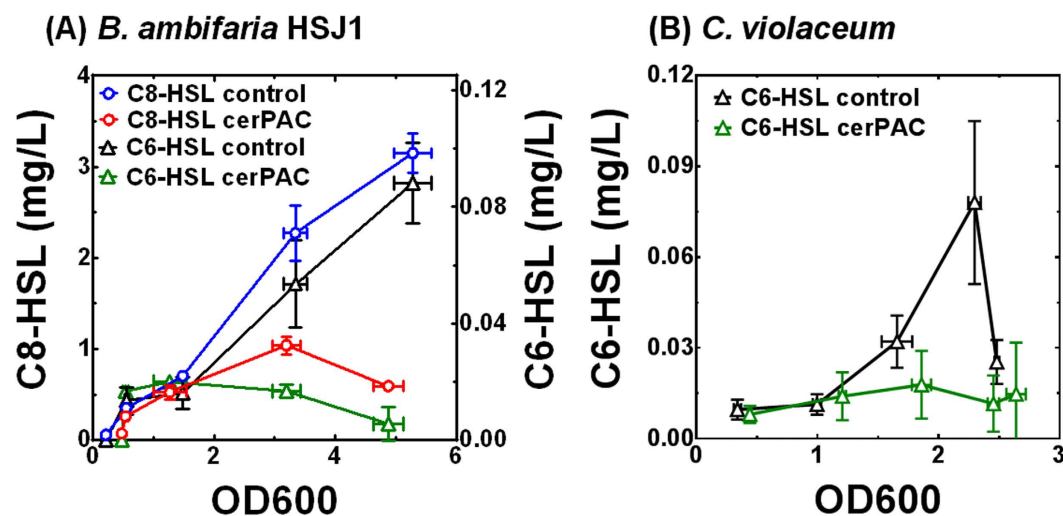 (A) B. ambifaria HSJ1
(B) C. violaceum
C8-HSL (mg/L)
4
3
2
1
0
C8-HSL control
C8-HSL cerPAC
C6-HSL control
C6-HSL cerPAC
0.12
0.08
0.04
0.00
C6-HSL (mg/L)
0 2 4 6
OD600
C6-HSL (mg/L)
0.12
0.09
0.06
0.03
0.00
C6-HSL control
C6-HSL cerPAC
0 1 2 3
OD600